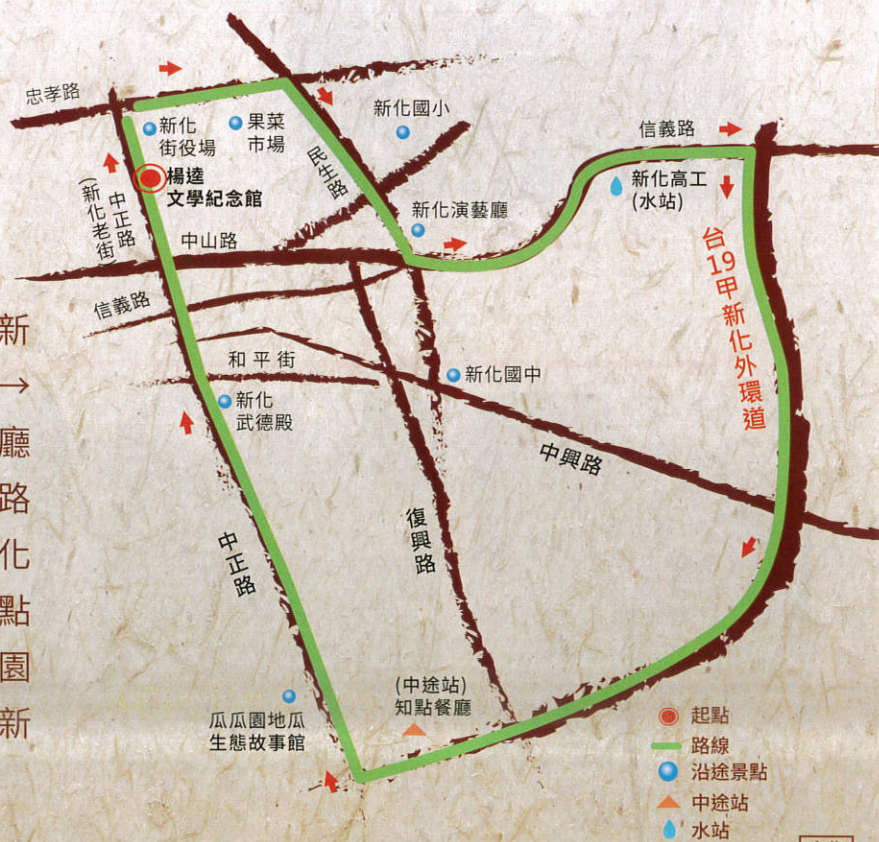 忠孝路
新化
街役場
果菜
市場
新化國小
信義路
楊逵
文學紀念館
民生路
新化高工
(水站)
中正路
(新化老街)
新化演藝廳
中山路
台19甲新化外環道
信義路
和平街
新化國中
新化
武德殿
中興路
復興路
中正路
(中途站)
知點餐廳
瓜瓜園地瓜
生態故事館
起點
路線
沿途景點
中途站
水站
新
→
廳
路
化
點
園
新